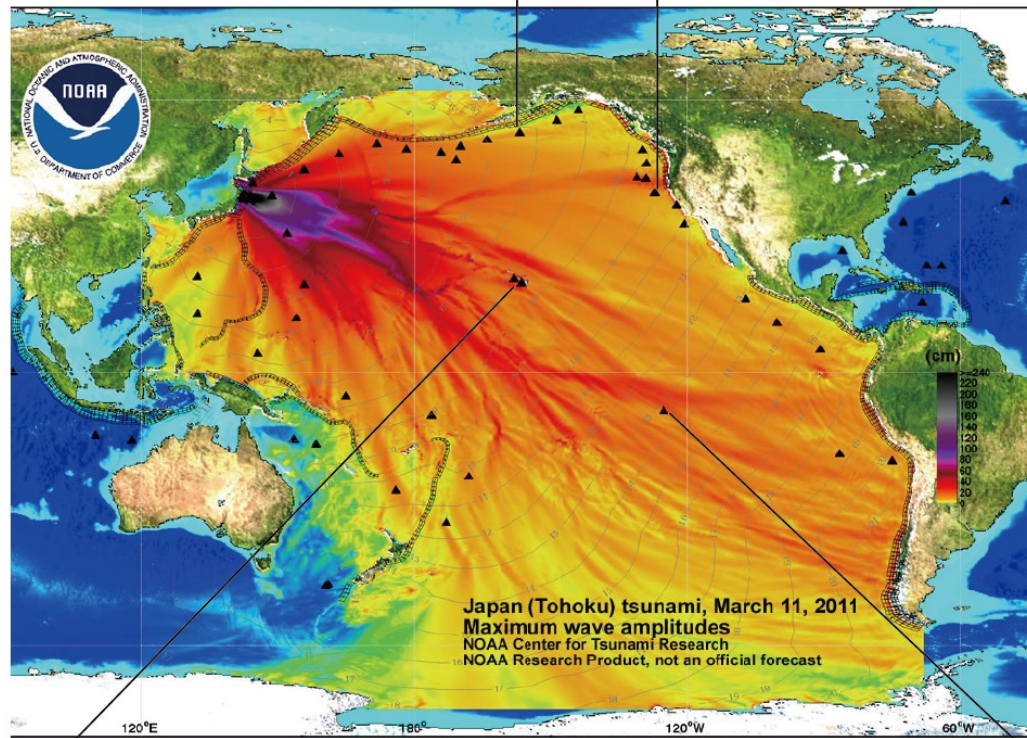 NATIONAL OCEANIC AND ATMOSPHERIC ADMINISTRATION
NOAA
U.S. DEPARTMENT OF COMMERCE
(cm)
>=240
220
200
180
160
140
120
100
80
60
40
20
0
Japan (Tohoku) tsunami, March 11, 2011
Maximum wave amplitudes
NOAA Center for Tsunami Research
NOAA Research Product, not an official forecast
120°E
180°
120°W
60°W